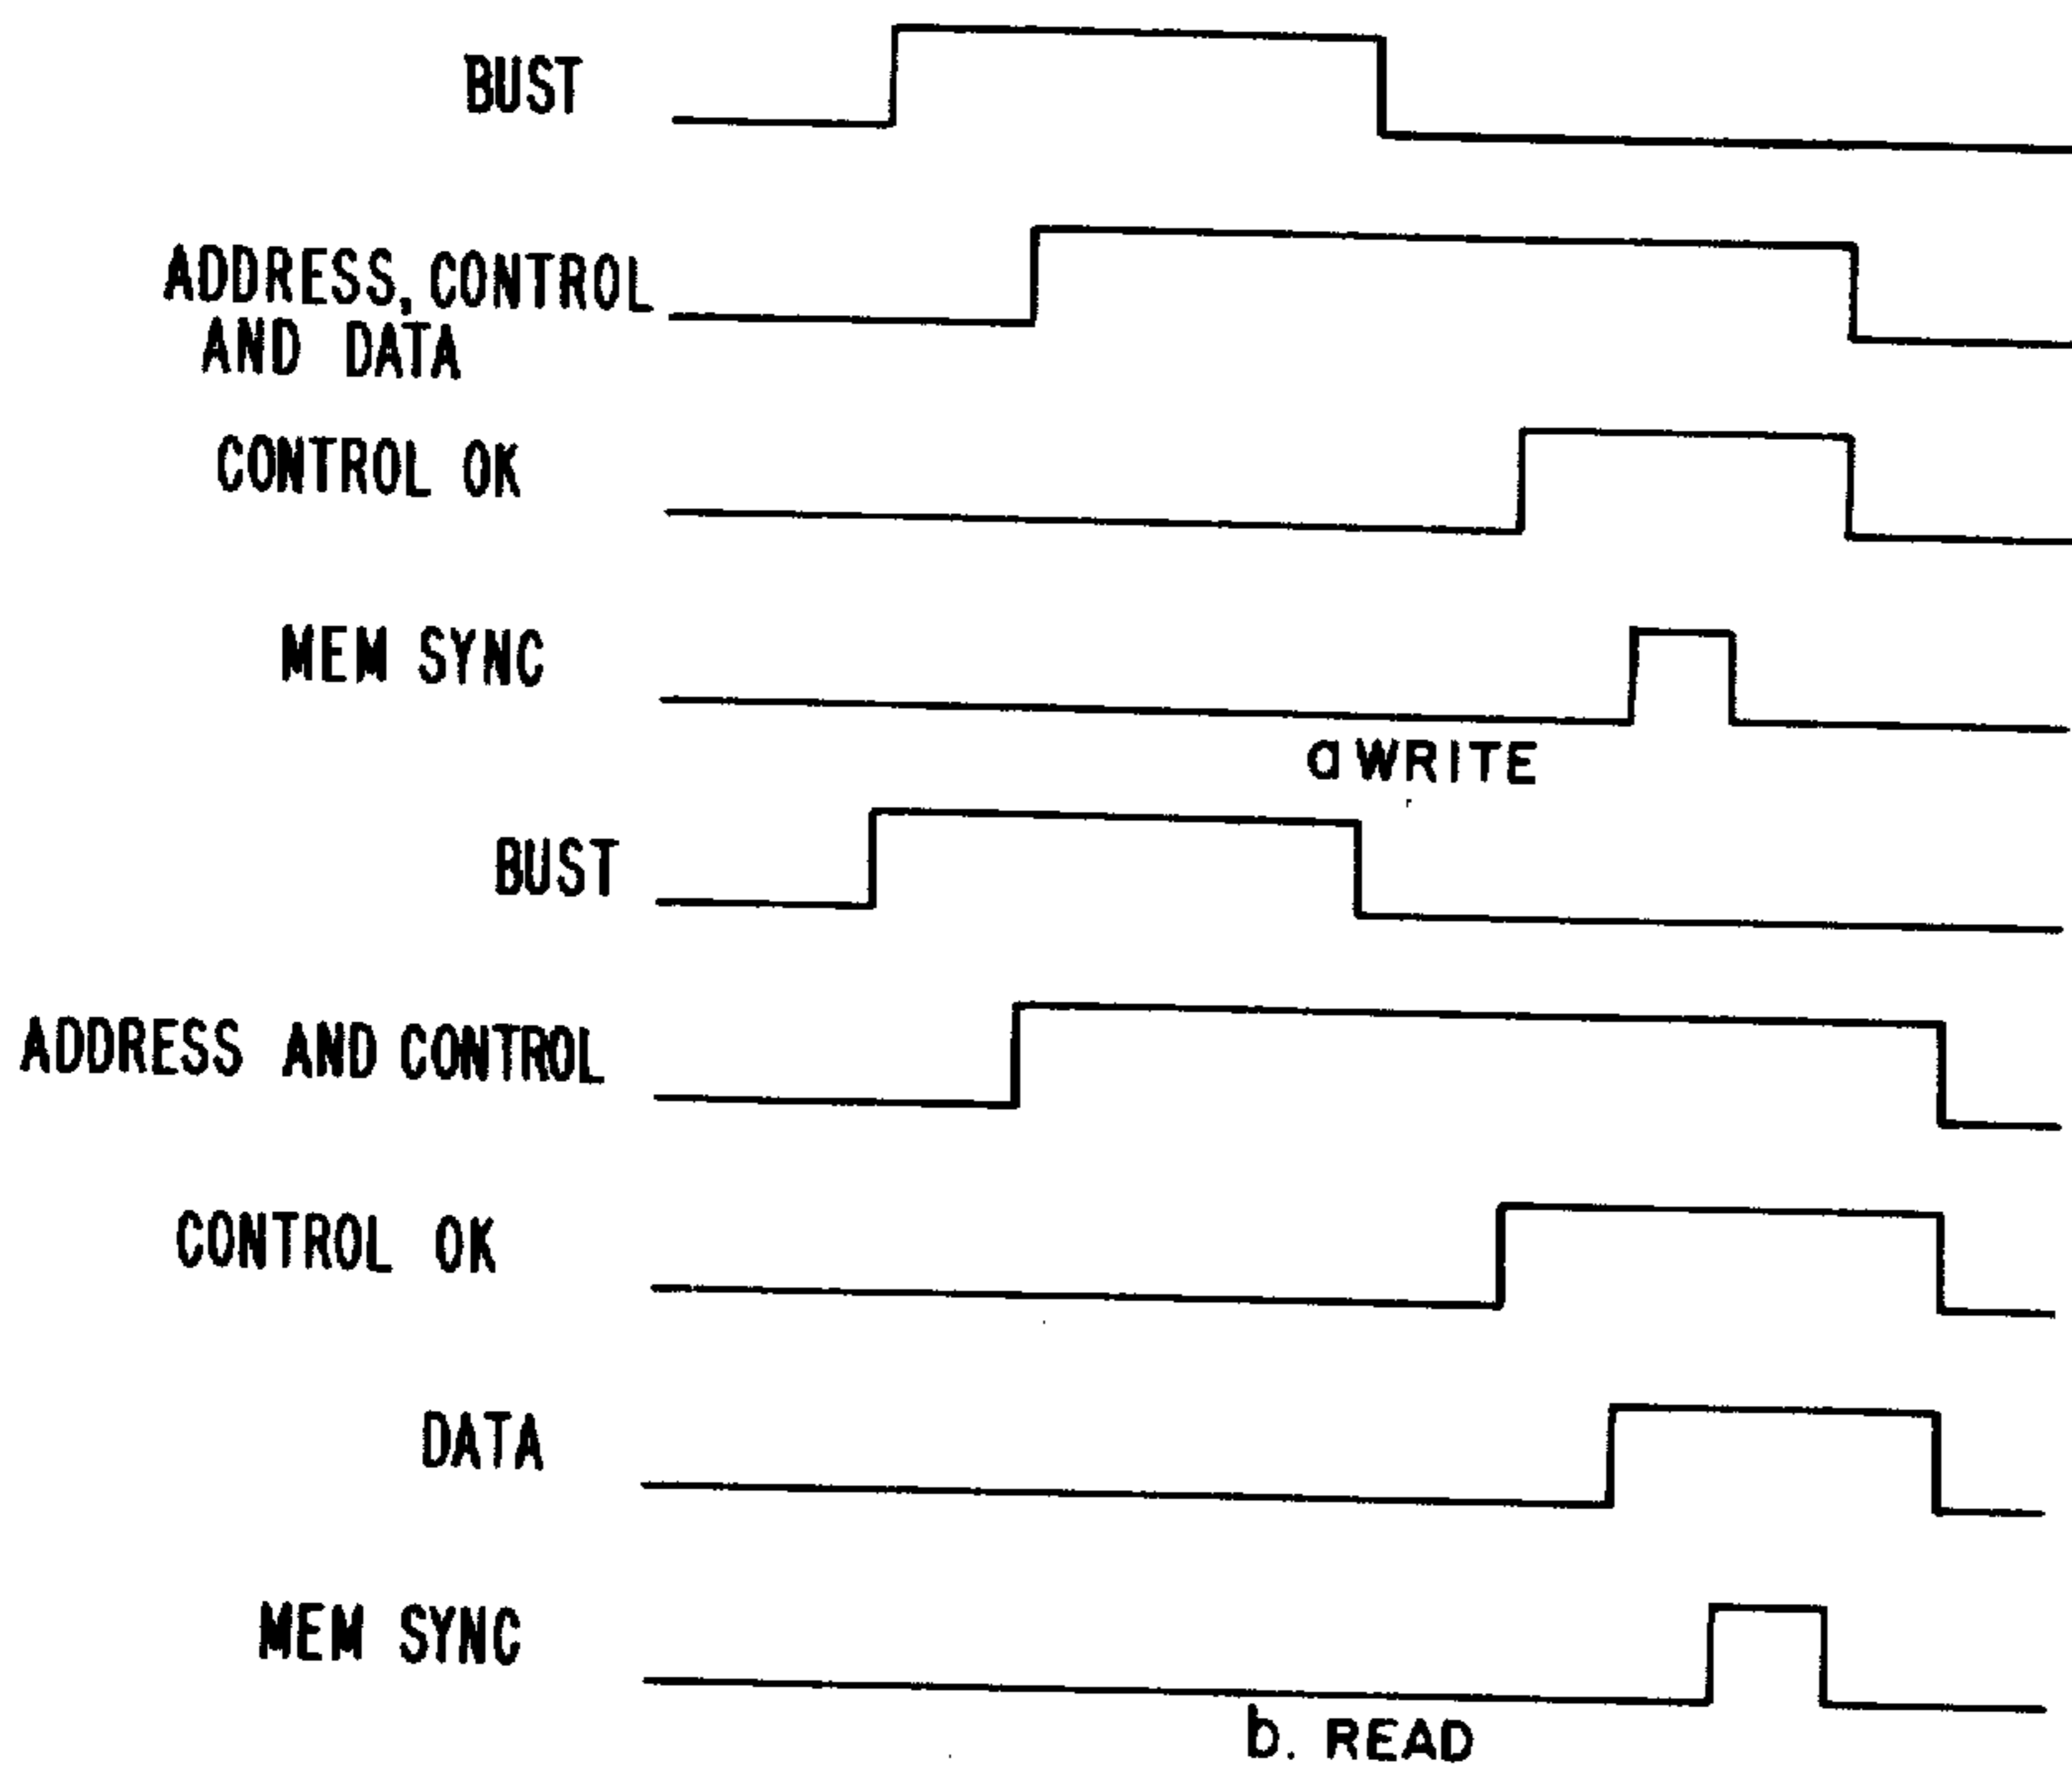 BUST
ADDRESS, CONTROL
AND DATA
CONTROL OK
MEM SYNC
a WRITE
BUST
ADDRESS AND CONTROL
CONTROL OK
DATA
MEM SYNC
b. READ